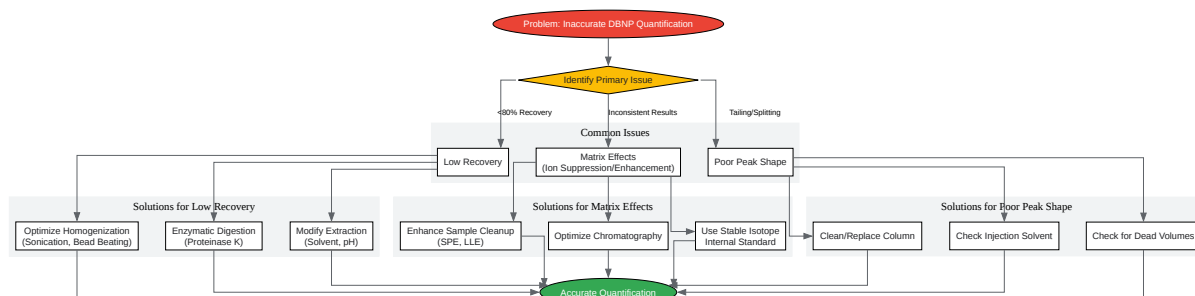 Problem: Inaccurate DBNP Quantification
Identify Primary Issue
<80% Recovery
Inconsistent Results
Tailing/Splitting
Common Issues
Low Recovery
Matrix Effects
(Ion Suppression/Enhancement)
Poor Peak Shape
Solutions for Low Recovery
Solutions for Matrix Effects
Solutions for Poor Peak Shape
Optimize Homogenization
(Sonication, Bead Beating)
Enzymatic Digestion
(Proteinase K)
Modify Extraction
(Solvent, pH)
Enhance Sample Cleanup
(SPE, LLE)
Optimize Chromatography
Use Stable Isotope
Internal Standard
Clean/Replace Column
Check Injection Solvent
Check for Dead Volumes
Accurate Quantification